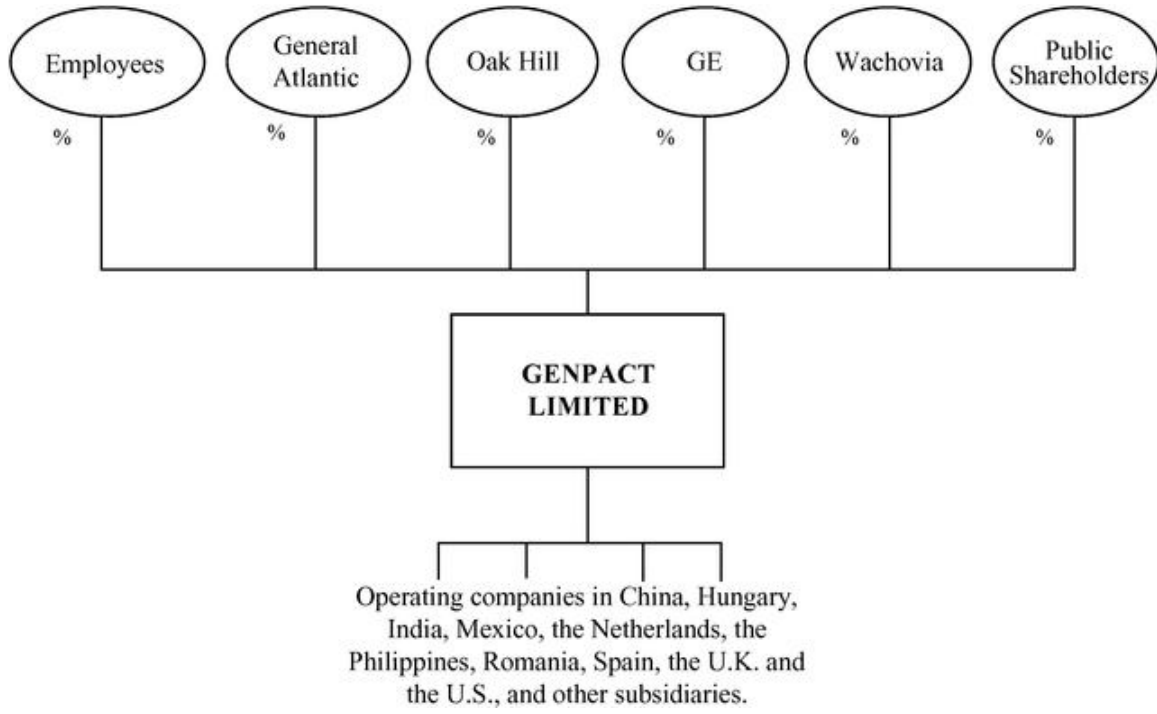 Employees
General
Atlantic
Oak Hill
GE
Wachovia
Public
Shareholders
%
%
%
%
%
%
GENPACT
LIMITED
Operating companies in China, Hungary,
India, Mexico, the Netherlands, the
Philippines, Romania, Spain, the U.K. and
the U.S., and other subsidiaries.